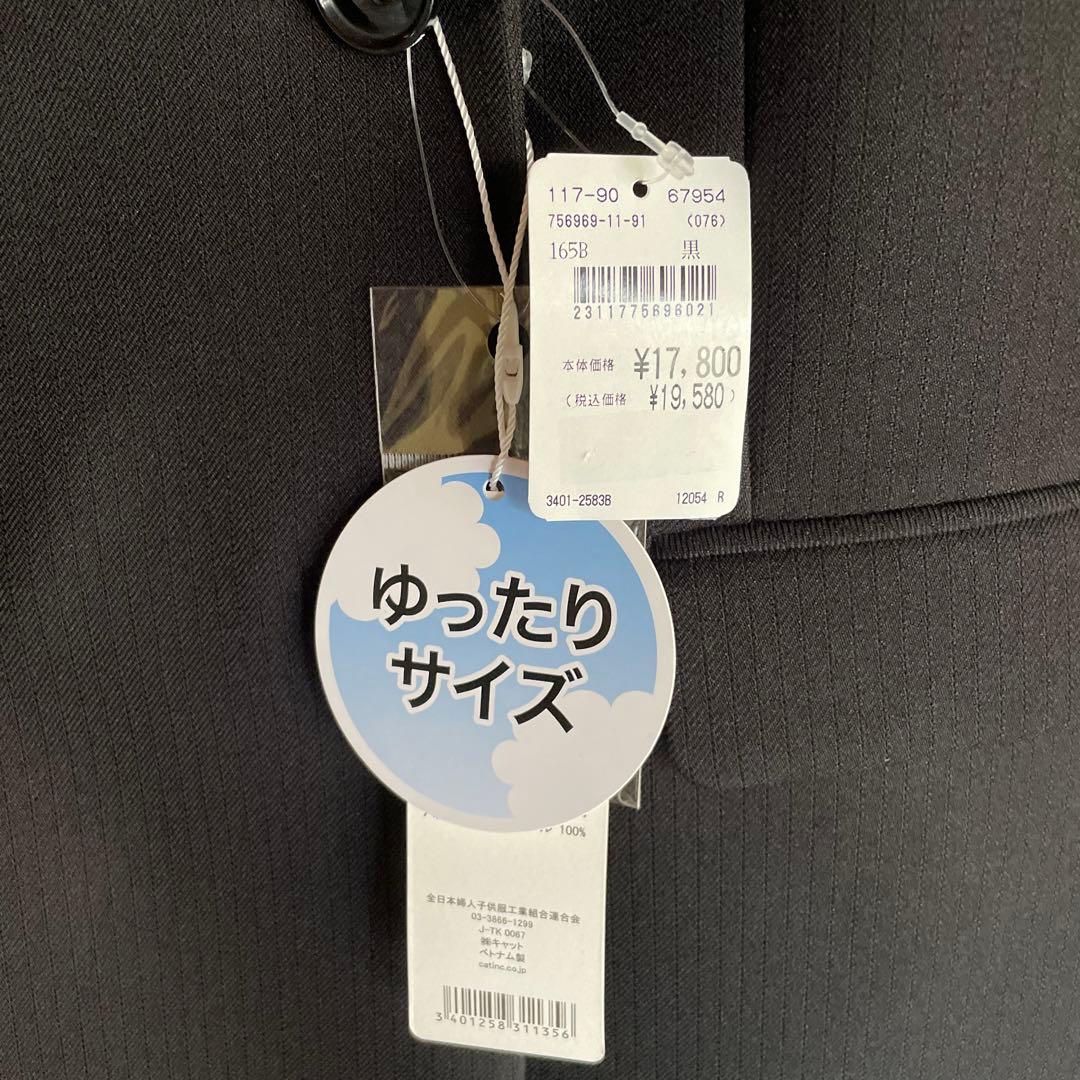 117-90 67954
756969-11-91 (076)
165B 黒
2311775696021
本体価格 ¥17,800
(税込価格 ¥19,580)
3401-2583B 12054 R
ゆったり
サイズ
100%
全日本婦人子供服工業組合連合会
03-3866-1299
J-TK 0067
㈱キャット
ベトナム製
catinc.co.jp
3401258311356